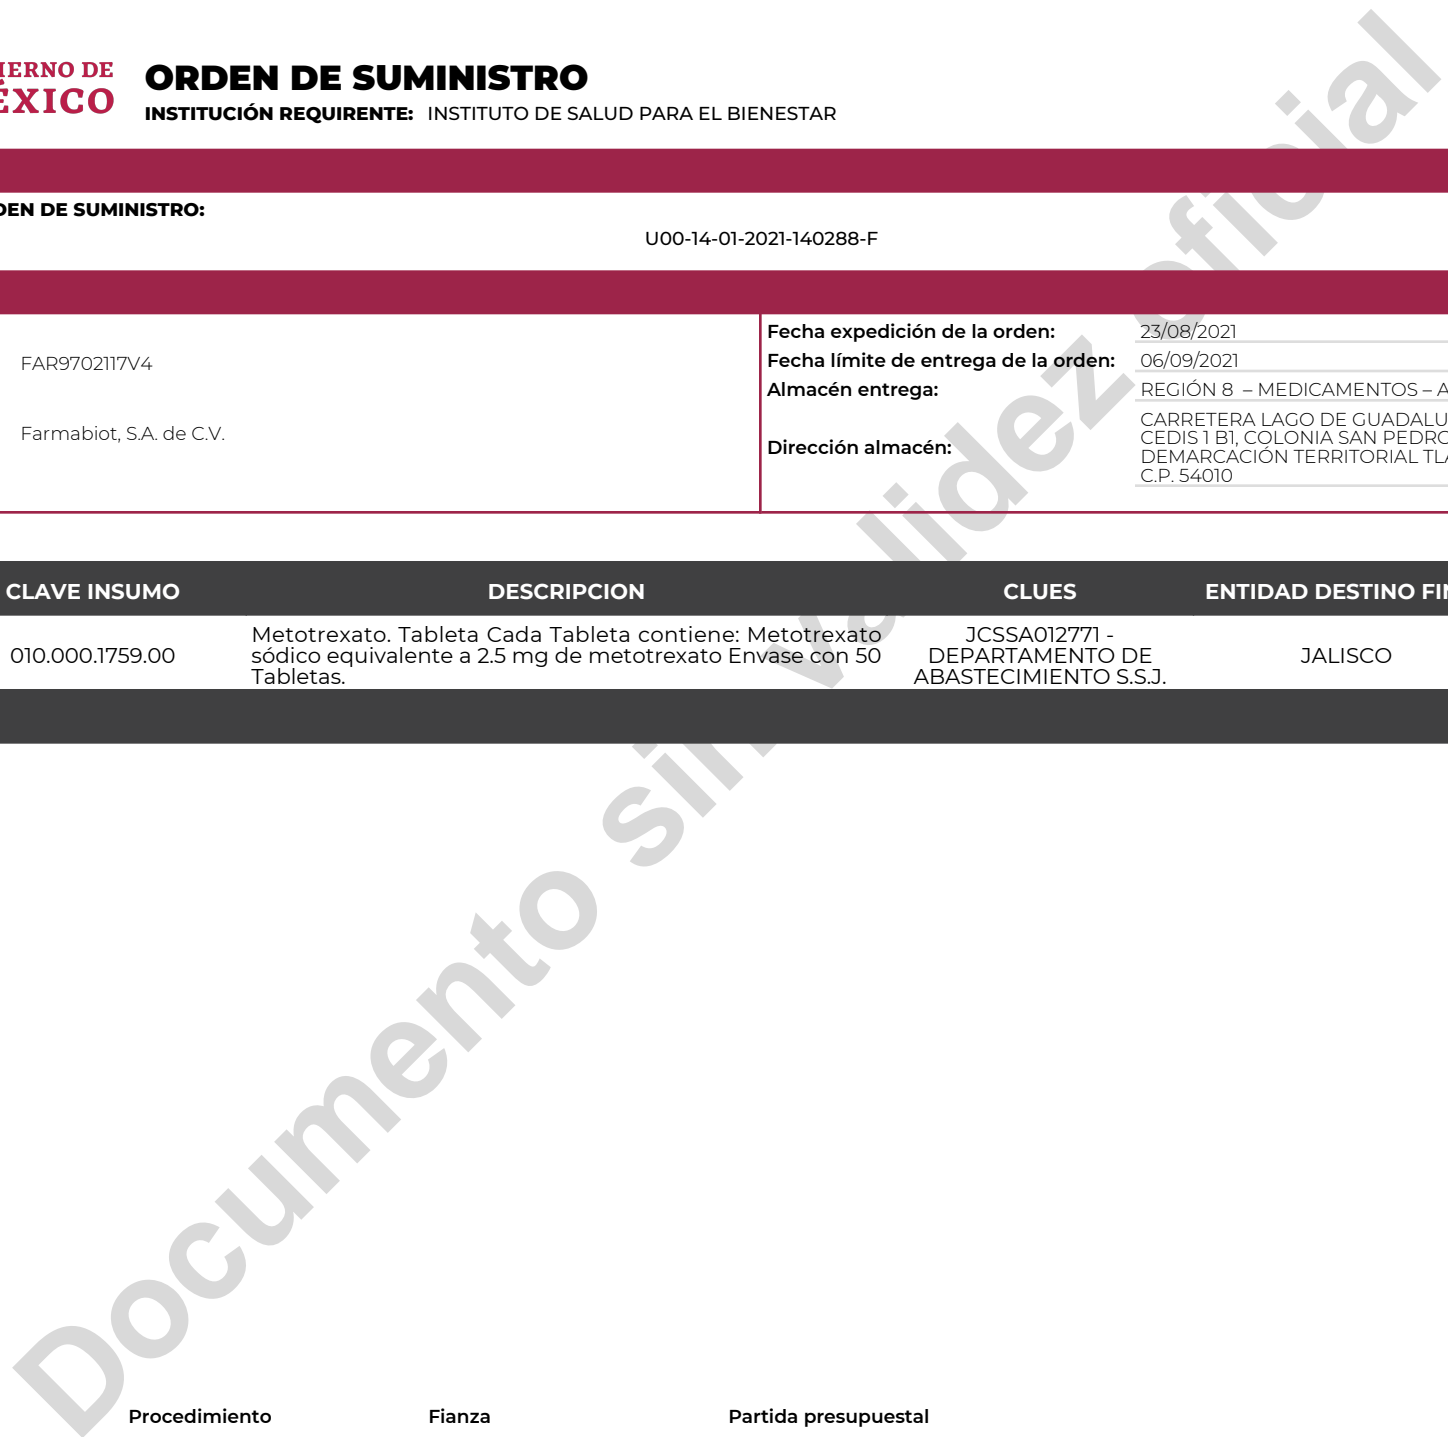 IERNO DE
ÉXICO
ORDEN DE SUMINISTRO
INSTITUCIÓN REQUIRENTE: INSTITUTO DE SALUD PARA EL BIENESTAR
DEN DE SUMINISTRO:
U00-14-01-2021-140288-F
FAR9702117V4
Farmabiot, S.A. de C.V.
Fecha expedición de la orden: 23/08/2021
Fecha límite de entrega de la orden: 06/09/2021
Almacén entrega: REGIÓN 8 – MEDICAMENTOS – A
Dirección almacén:
CARRETERA LAGO DE GUADALU
CEDIS 1 B1, COLONIA SAN PEDRO
DEMARCACIÓN TERRITORIAL TLA
C.P. 54010
CLAVE INSUMO DESCRIPCION CLUES ENTIDAD DESTINO FIN
010.000.1759.00
Metotrexato. Tableta Cada Tableta contiene: Metotrexato
sódico equivalente a 2.5 mg de metotrexato Envase con 50
Tabletas.
JCSSA012771 -
DEPARTAMENTO DE
ABASTECIMIENTO S.S.J.
JALISCO
Documento sin validez oficial
Procedimiento Fianza Partida presupuestal